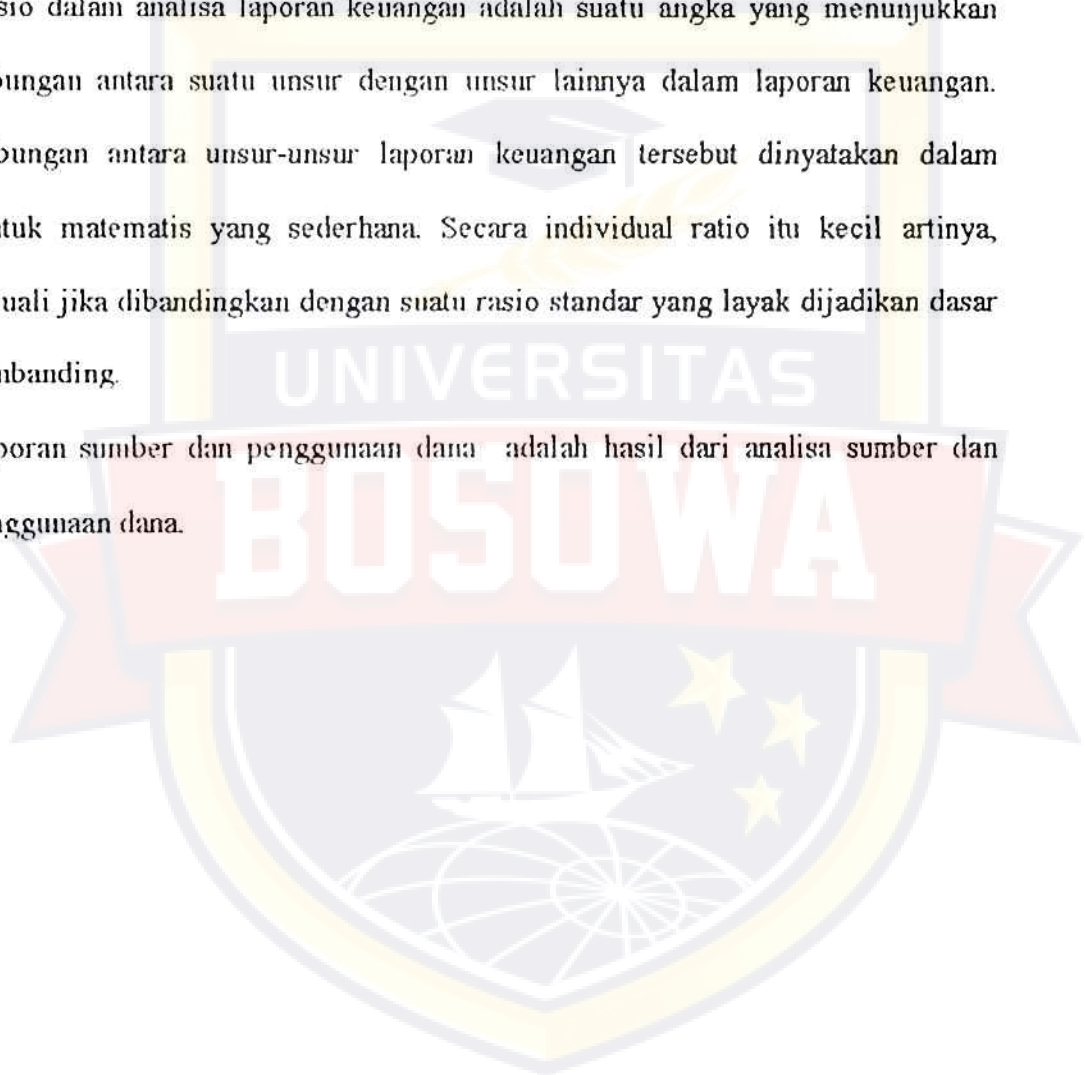 sio dalam analisa laporan keuangan adalah suatu angka yang menunjukkan
bungan antara suatu unsur dengan unsur lainnya dalam laporan keuangan.
bungan antara unsur-unsur laporan keuangan tersebut dinyatakan dalam
tuk matematis yang sederhana. Secara individual ratio itu kecil artinya,
uali jika dibandingkan dengan suatu rasio standar yang layak dijadikan dasar
nbanding.
UNIVERSITAS
poran sumber dan penggunaan dana adalah hasil dari analisa sumber dan
BOSOWA
nggunaan dana.